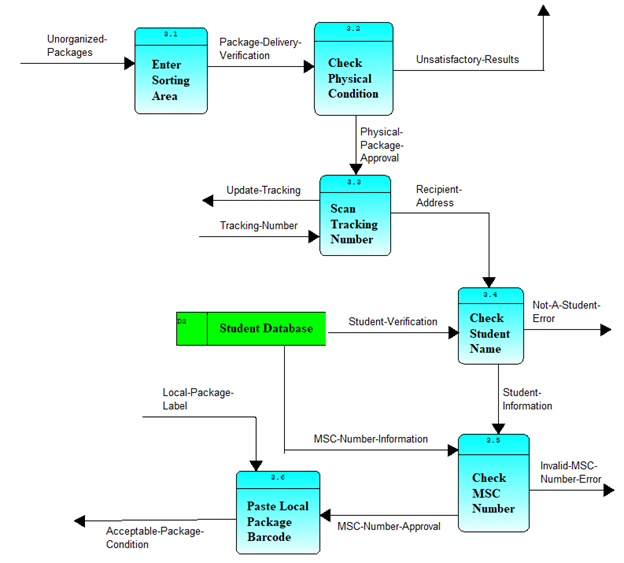 Unorganized-
Packages
3.1
Enter
Sorting
Area
Package-Delivery-
Verification
3.2
Check
Physical
Condition
Unsatisfactory-Results
Physical-
Package-
Approval
Update-Tracking
Tracking-Number
3.3
Scan
Tracking
Number
Recipient-
Address
D3
Student Database
Student-Verification
3.4
Check
Student
Name
Not-A-Student-
Error
Student-
Information
Local-Package-
Label
MSC-Number-Information
3.5
Check
MSC
Number
Invalid-MSC-
Number-Error
3.6
Paste Local
Package
Barcode
MSC-Number-Approval
Acceptable-Package-
Condition